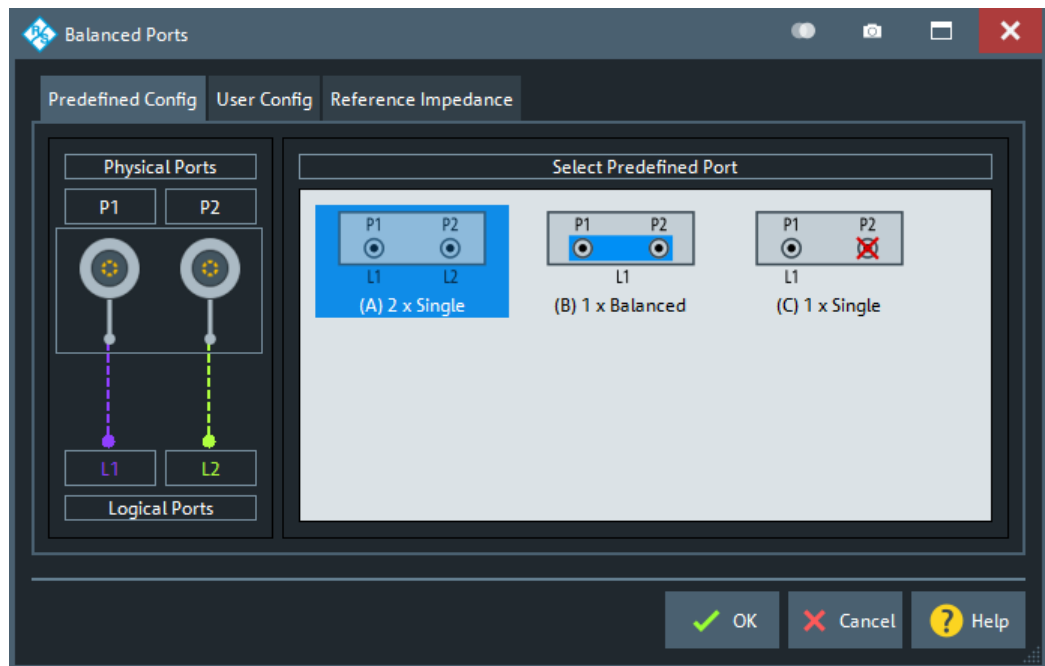 R/S Balanced Ports
Predefined Config User Config Reference Impedance
Physical Ports
P1 P2
L1 L2
Logical Ports
Select Predefined Port
P1 P2
L1 L2
(A) 2 x Single
P1 P2
L1
(B) 1 x Balanced
P1 P2
L1
(C) 1 x Single
OK Cancel ? Help